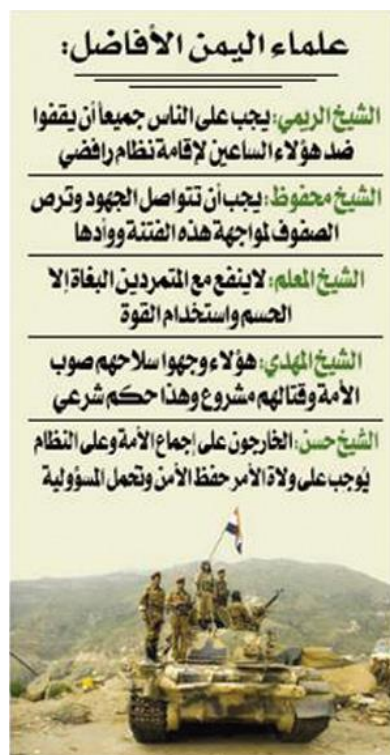 علماء اليمن الأفاضل:
الشيخ الريمي: يجب على الناس جميعاً أن يقفوا
ضد هؤلاء الساعين لإقامة نظام رافضي
الشيخ محفوظ: يجب أن تتواصل الجهود وترص
الصفوف لمواجهة هذه الفتنة ووأدها
الشيخ المعلم: لا ينفع مع المتمردين البغاة إلا
الحسم واستخدام القوة
الشيخ المهدي: هؤلاء وجهوا سلاحهم صوب
الأمة وقتالهم مشروع وهذا حكم شرعي
الشيخ حسن: الخارجون على إجماع الأمة وعلى النظام
يُوجب على ولاة الأمر حفظ الأمن وتحمل المسؤولية